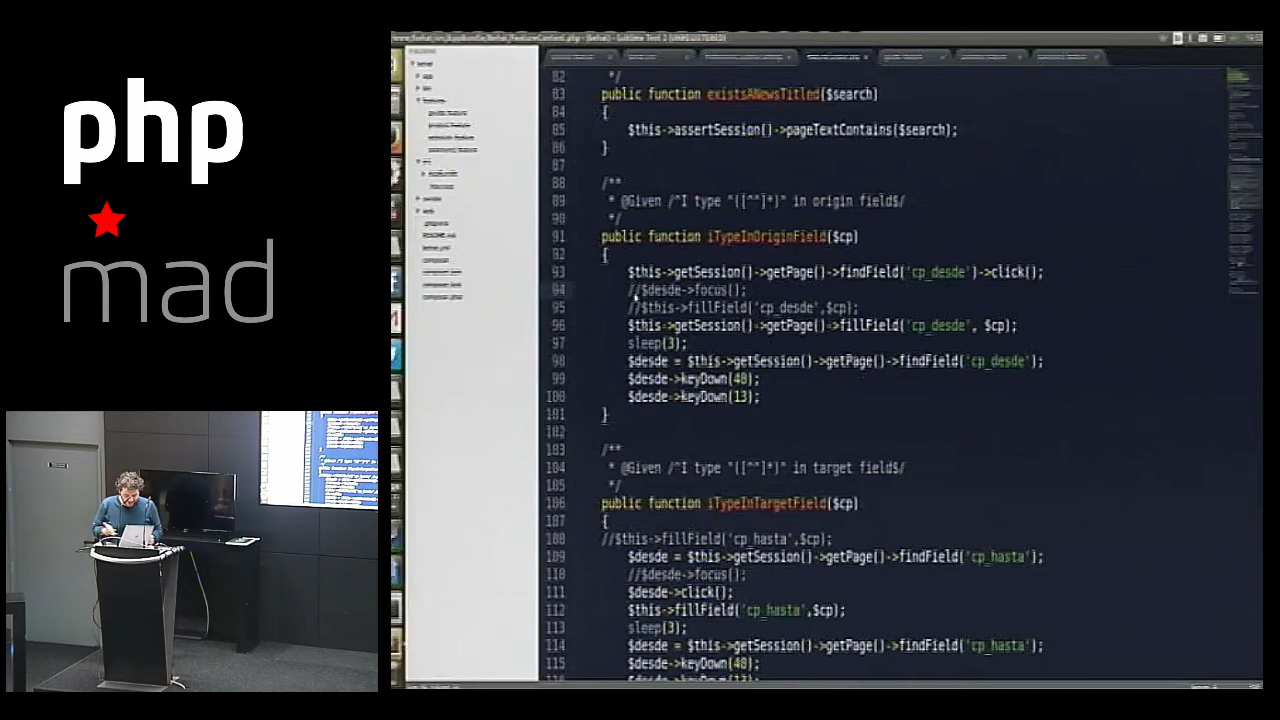 php
mad
82 */
83 public function existsANewsTitled($search)
84 {
85 $this->assertSession()->pageTextContains($search);
86 }
87
88 /**
89 * @Given /^I type "([^"]*)" in origin field$/
90 */
91 public function iTypeInOriginField($cp)
92 {
93 $this->getSession()->getPage()->findField('cp_desde')->click();
94 //$desde->focus();
95 //$this->fillField('cp_desde',$cp);
96 $this->getSession()->getPage()->fillField('cp_desde', $cp);
97 sleep(3);
98 $desde = $this->getSession()->getPage()->findField('cp_desde');
99 $desde->keyDown(40);
100 $desde->keyDown(13);
101 }
102
103 /**
104 * @Given /^I type "([^"]*)" in target field$/
105 */
106 public function iTypeInTargetField($cp)
107 {
108 //$this->fillField('cp_hasta',$cp);
109 $desde = $this->getSession()->getPage()->findField('cp_hasta');
110 //$desde->focus();
111 $desde->click();
112 $this->fillField('cp_hasta',$cp);
113 sleep(3);
114 $desde = $this->getSession()->getPage()->findField('cp_hasta');
115 $desde->keyDown(40);